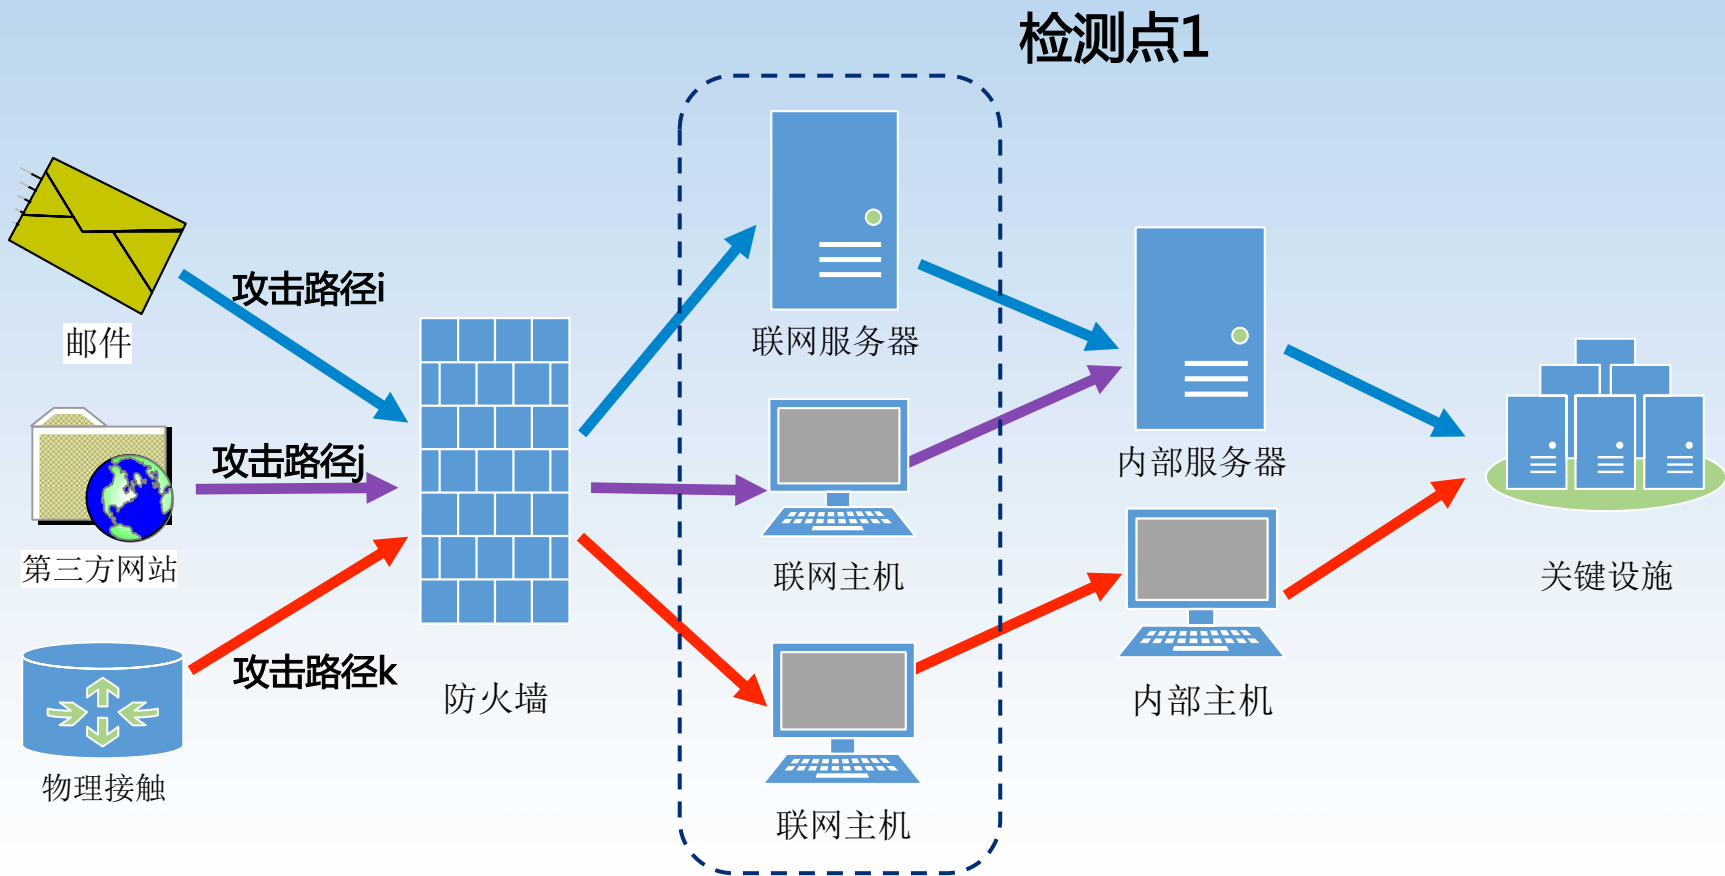 检测点1
攻击路径i
邮件
联网服务器
攻击路径j
内部服务器
第三方网站
联网主机
关键设施
攻击路径k
防火墙
内部主机
物理接触
联网主机